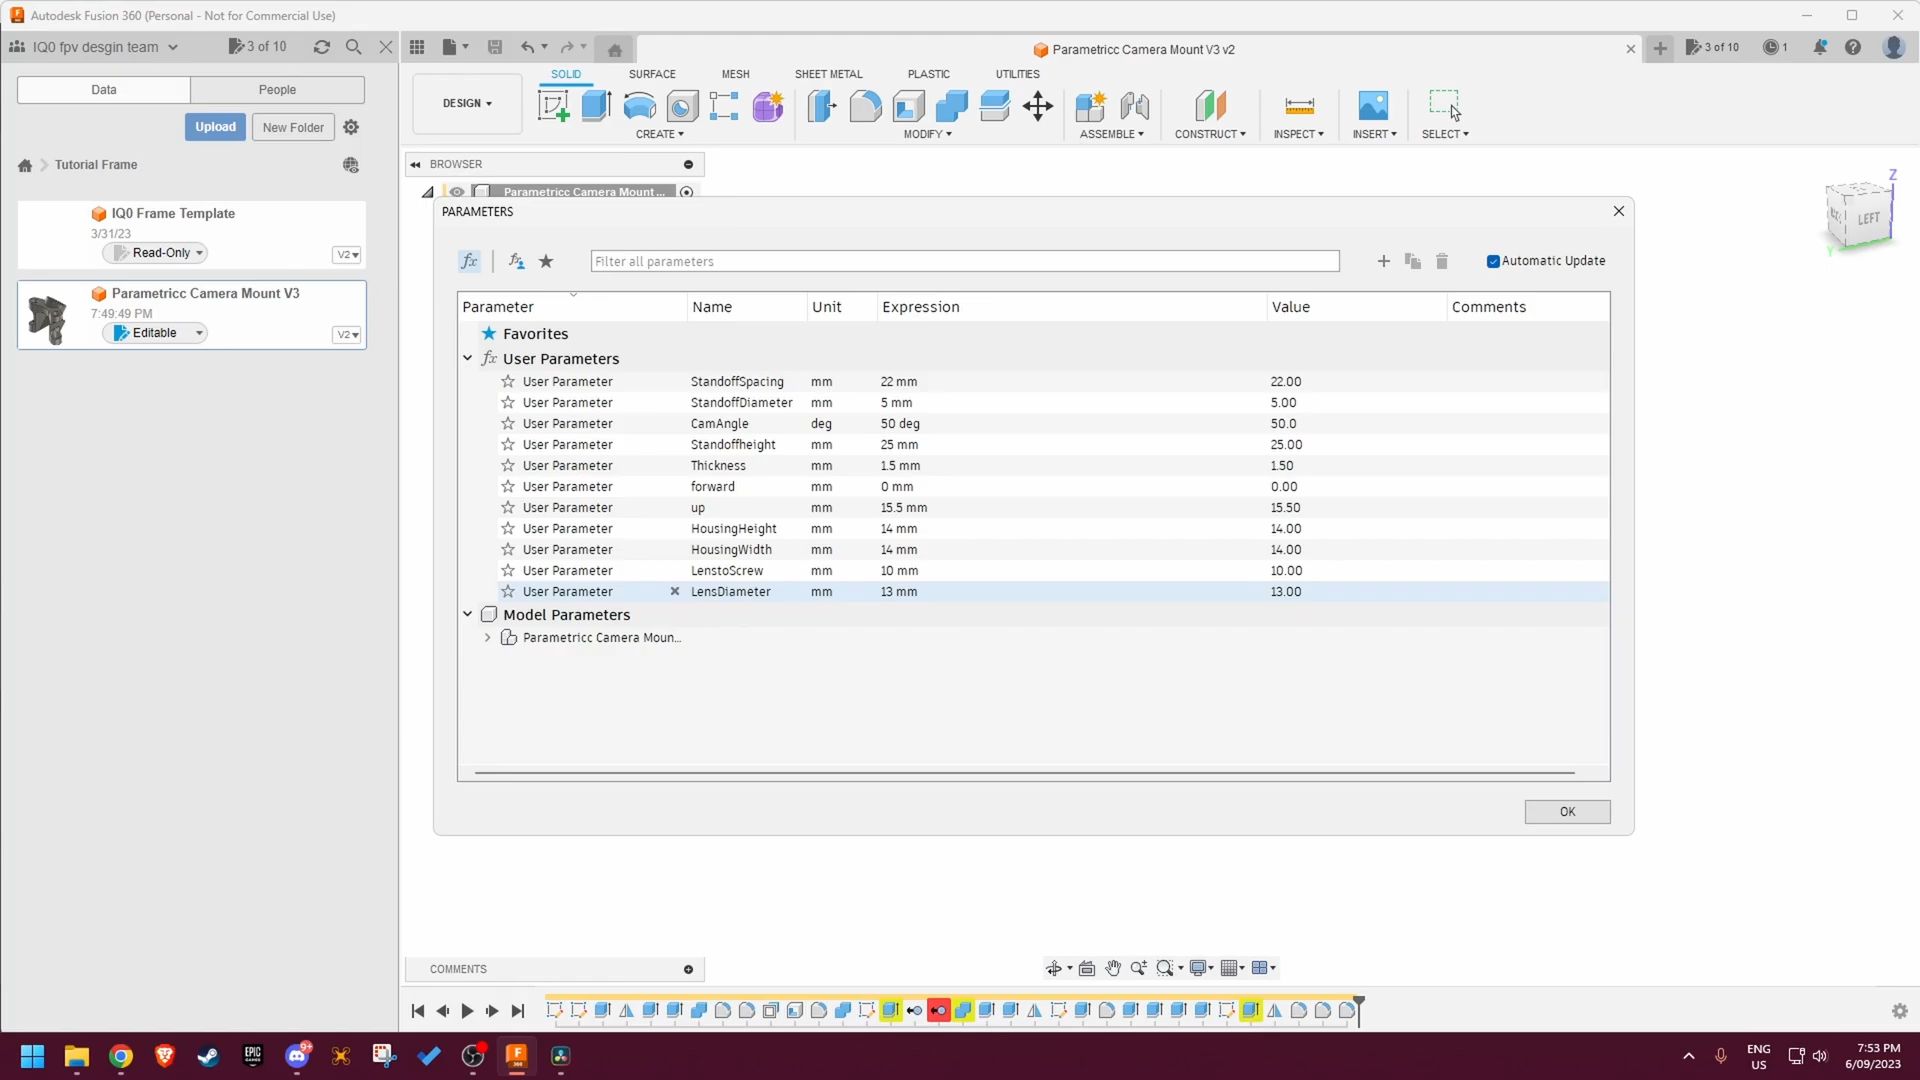 Autodesk Fusion 360 (Personal - Not for Commercial Use)
IQ0 fpv desgin team
3 of 10
Parametricc Camera Mount V3 v2
3 of 10
1
Data
People
Upload
New Folder
Tutorial Frame
IQ0 Frame Template
3/31/23
Read-Only
V2
Parametricc Camera Mount V3
7:49:49 PM
Editable
V2
DESIGN
SOLID
SURFACE
MESH
SHEET METAL
PLASTIC
UTILITIES
CREATE
MODIFY
ASSEMBLE
CONSTRUCT
INSPECT
INSERT
SELECT
BROWSER
Parametricc Camera Mount ...
Z
LEFT
Y
PARAMETERS
fx
Filter all parameters
Automatic Update
Parameter Name Unit Expression Value Comments
Favorites
fx User Parameters
User Parameter StandoffSpacing mm 22 mm 22.00
User Parameter StandoffDiameter mm 5 mm 5.00
User Parameter CamAngle deg 50 deg 50.0
User Parameter Standoffheight mm 25 mm 25.00
User Parameter Thickness mm 1.5 mm 1.50
User Parameter forward mm 0 mm 0.00
User Parameter up mm 15.5 mm 15.50
User Parameter HousingHeight mm 14 mm 14.00
User Parameter HousingWidth mm 14 mm 14.00
User Parameter LenstoScrew mm 10 mm 10.00
User Parameter LensDiameter mm 13 mm 13.00
Model Parameters
Parametricc Camera Moun...
OK
COMMENTS
EPIC
GAMES
9+
F
360
ENG
US
7:53 PM
6/09/2023